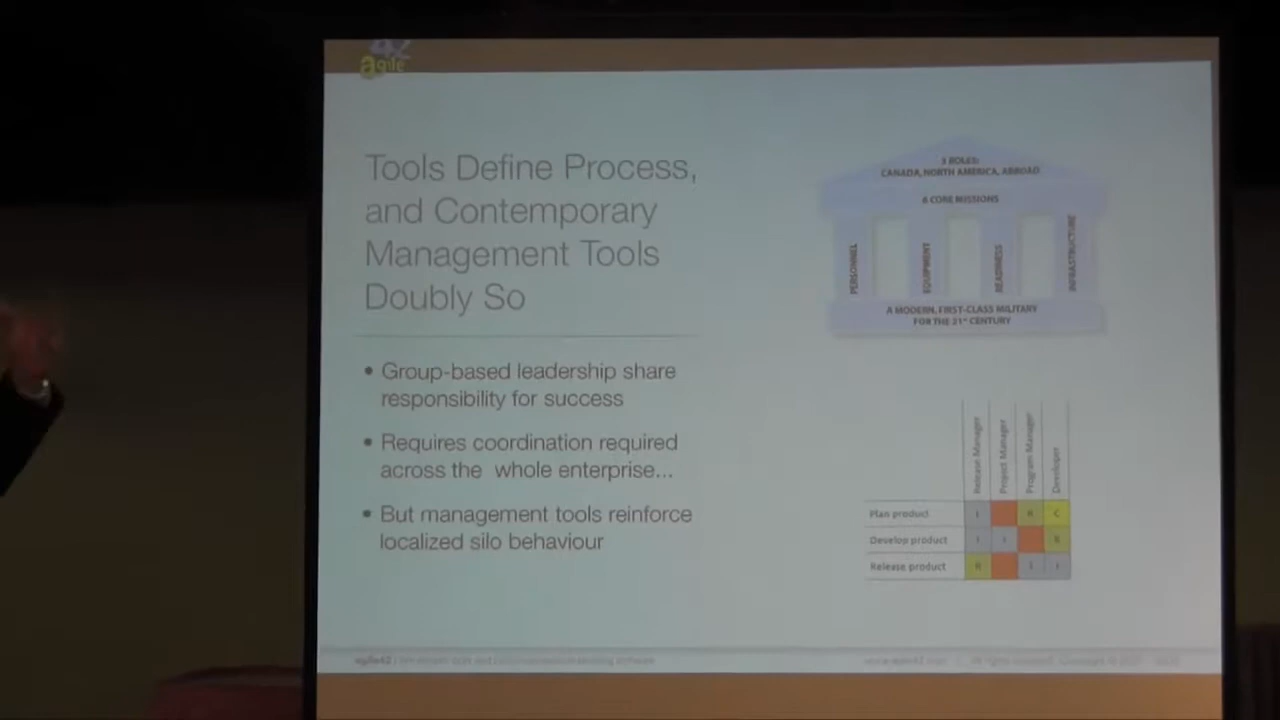 agile42
Tools Define Process,
and Contemporary
Management Tools
Doubly So
• Group-based leadership share
responsibility for success
• Requires coordination required
across the whole enterprise...
• But management tools reinforce
localized silo behaviour
3 ROLES:
CANADA, NORTH AMERICA, ABROAD
6 CORE MISSIONS
PERSONNEL
EQUIPMENT
READINESS
INFRASTRUCTURE
A MODERN, FIRST-CLASS MILITARY
FOR THE 21ST CENTURY
Release Manager
Project Manager
Program Manager
Developer
Plan product I R C
Develop product I I R
Release product R I I
agile42